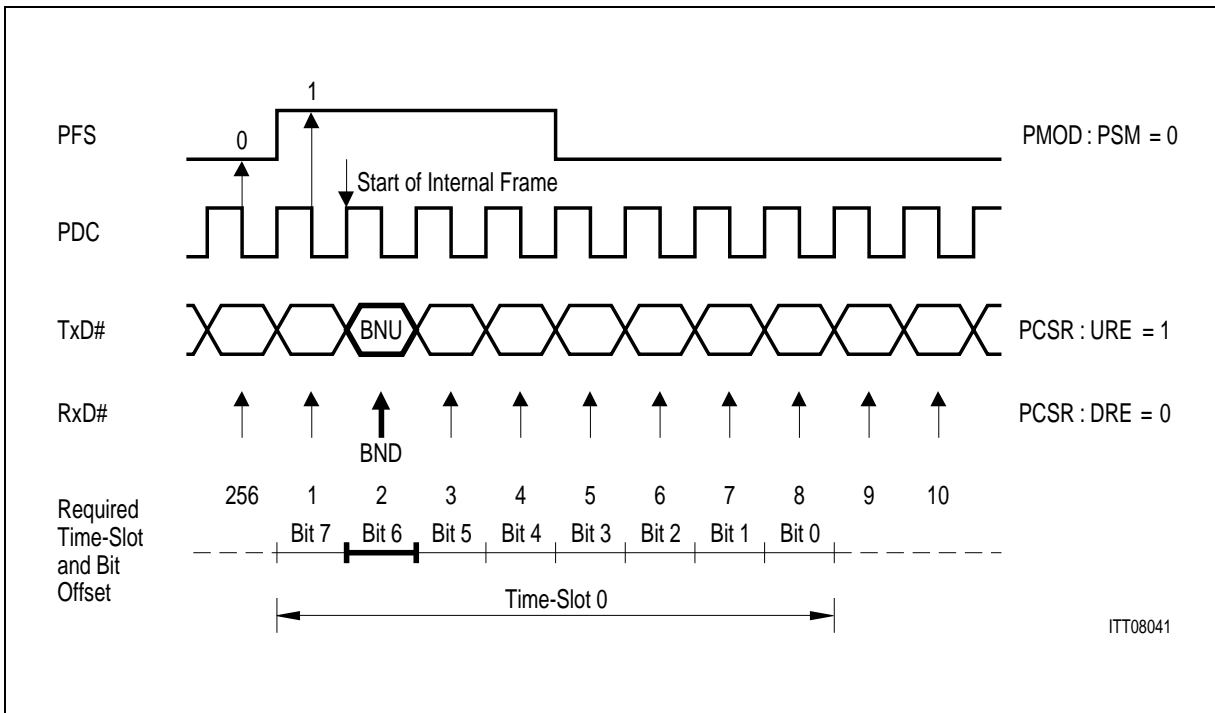 1
PFS
0
PMOD : PSM = 0
Start of Internal Frame
PDC
TxD#
BNU
PCSR : URE = 1
RxD#
PCSR : DRE = 0
BND
Required
Time-Slot
and Bit
Offset
256 1 2 3 4 5 6 7 8 9 10
Bit 7 Bit 6 Bit 5 Bit 4 Bit 3 Bit 2 Bit 1 Bit 0
Time-Slot 0
ITT08041